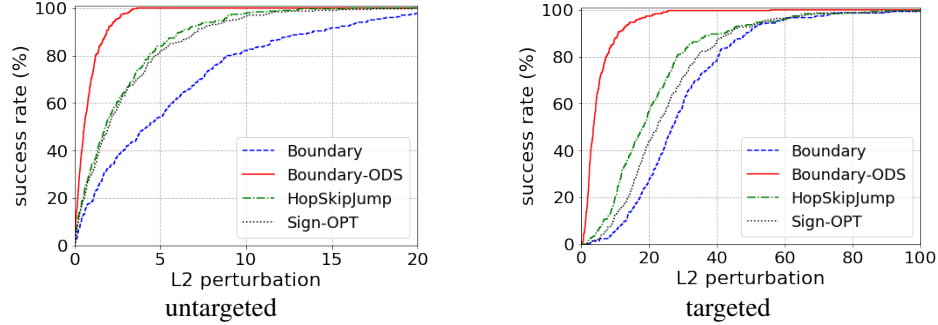 success rate (%)
100
80
60
40
20
0
Boundary
Boundary-ODS
HopSkipJump
Sign-OPT
0 5 10 15 20
L2 perturbation
untargeted
success rate (%)
100
80
60
40
20
0
Boundary
Boundary-ODS
HopSkipJump
Sign-OPT
0 20 40 60 80 100
L2 perturbation
targeted